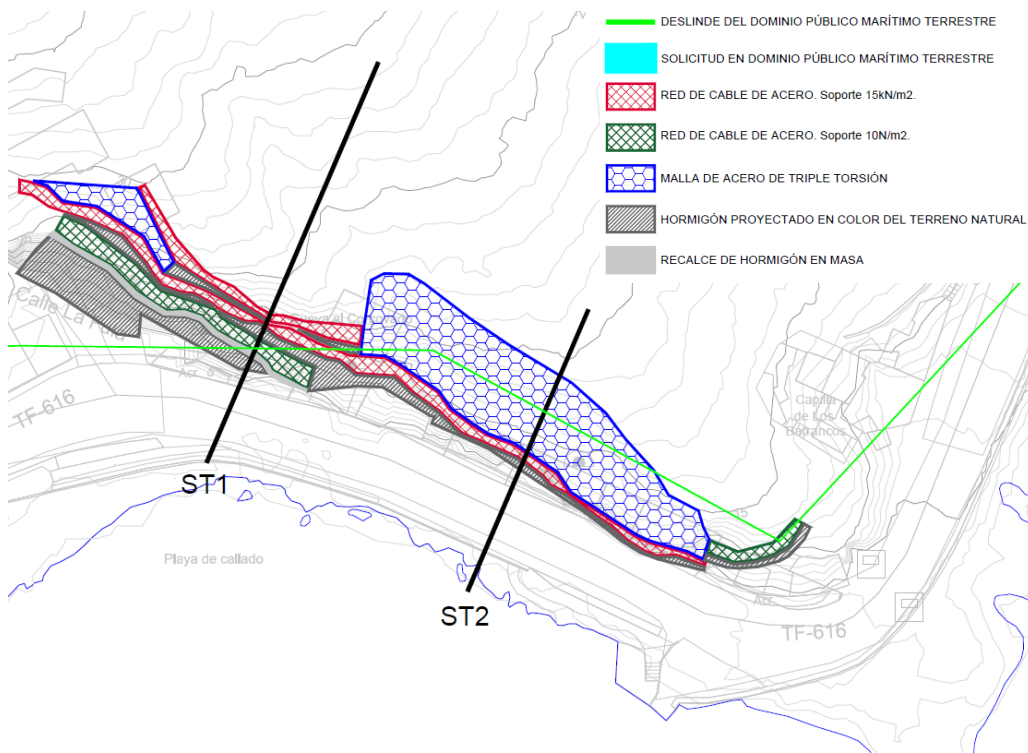 DESLINDE DEL DOMINIO PÚBLICO MARÍTIMO TERRESTRE
SOLICITUD EN DOMINIO PÚBLICO MARÍTIMO TERRESTRE
RED DE CABLE DE ACERO. Soporte 15kN/m2.
RED DE CABLE DE ACERO. Soporte 10N/m2.
MALLA DE ACERO DE TRIPLE TORSIÓN
HORMIGÓN PROYECTADO EN COLOR DEL TERRENO NATURAL
RECALCE DE HORMIGÓN EN MASA
Calle La
TF-616
Acr.
ST1
Playa de callado
ST2
Capilla
de Los
Barrancos
15
Acr.
TF-616